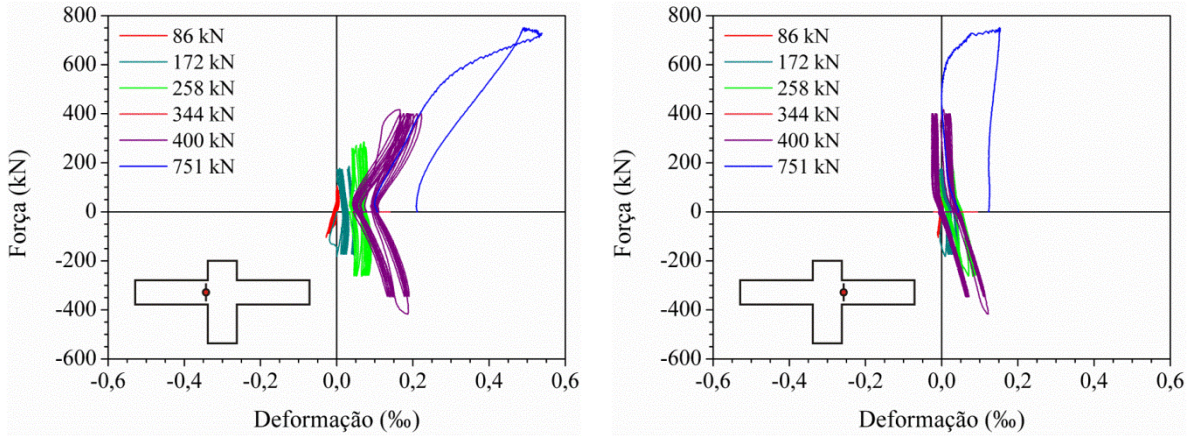 800
600
400
200
0
-200
-400
-600
Força (kN)
86 kN
172 kN
258 kN
344 kN
400 kN
751 kN
-0,6
-0,4
-0,2
0,0
0,2
0,4
0,6
Deformação (‰)
800
600
400
200
0
-200
-400
-600
Força (kN)
86 kN
172 kN
258 kN
344 kN
400 kN
751 kN
-0,6
-0,4
-0,2
0,0
0,2
0,4
0,6
Deformação (‰)